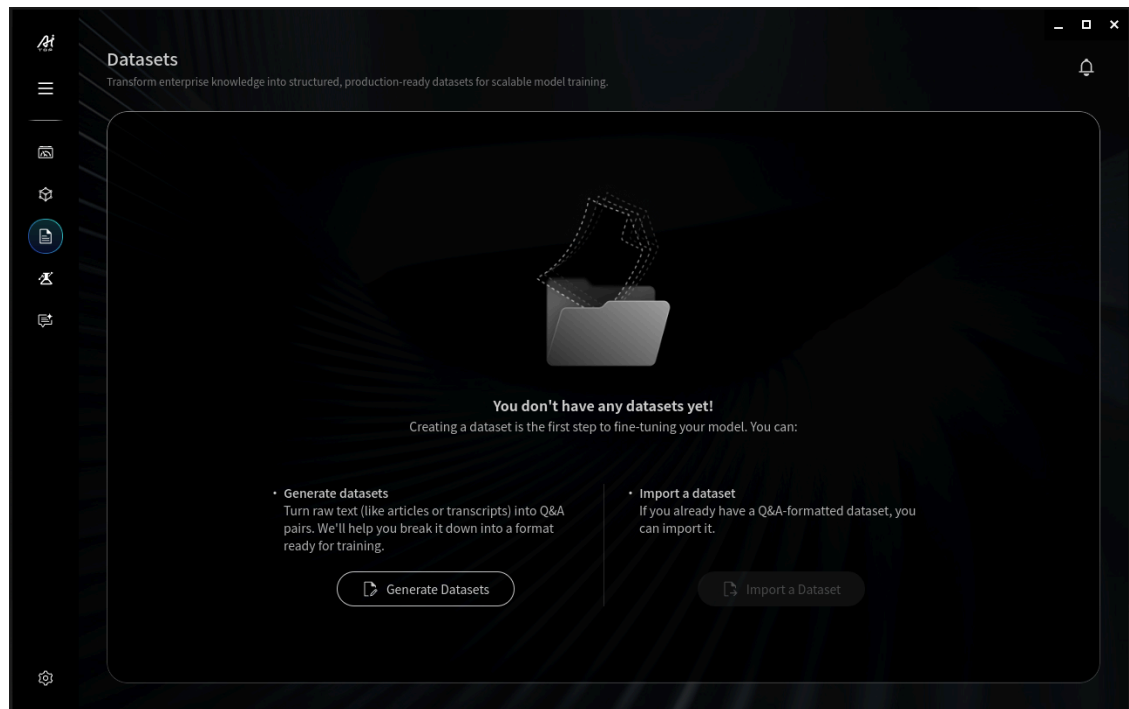 Ai
TOP
Datasets
Transform enterprise knowledge into structured, production-ready datasets for scalable model training.
You don't have any datasets yet!
Creating a dataset is the first step to fine-tuning your model. You can:
• Generate datasets
Turn raw text (like articles or transcripts) into Q&A
pairs. We'll help you break it down into a format
ready for training.
Generate Datasets
• Import a dataset
If you already have a Q&A-formatted dataset, you
can import it.
Import a Dataset